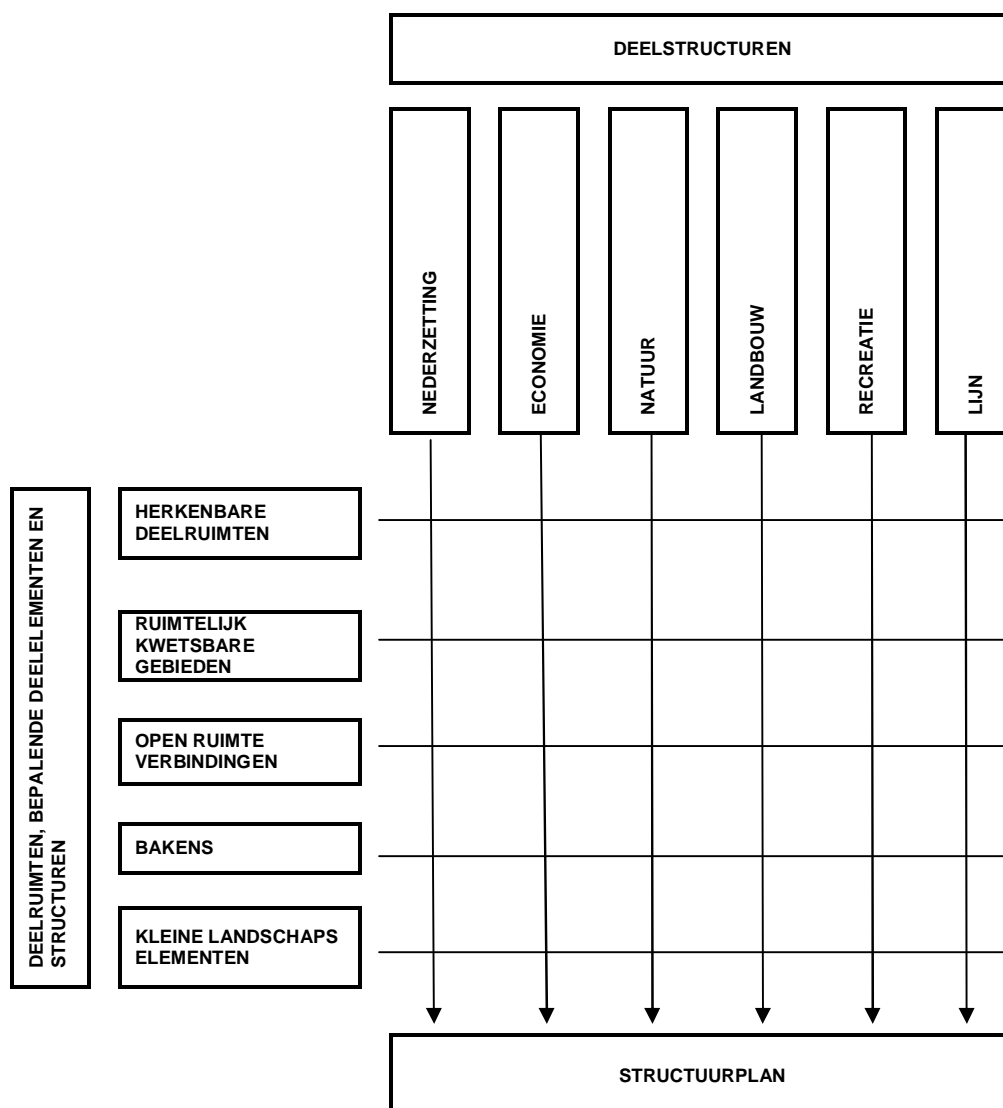 DEELSTRUCTUREN
NEDERZETTING
ECONOMIE
NATUUR
LANDBOUW
RECREATIE
LIJN
DEELRUIMTEN, BEPALENDE DEELELEMENTEN EN
STRUCTUREN
HERKENBARE
DEELRUIMTEN
RUIMTELIJK
KWETSBARE
GEBIEDEN
OPEN RUIMTE
VERBINDINGEN
BAKENS
KLEINE LANDSCHAPS
ELEMENTEN
STRUCTUURPLAN